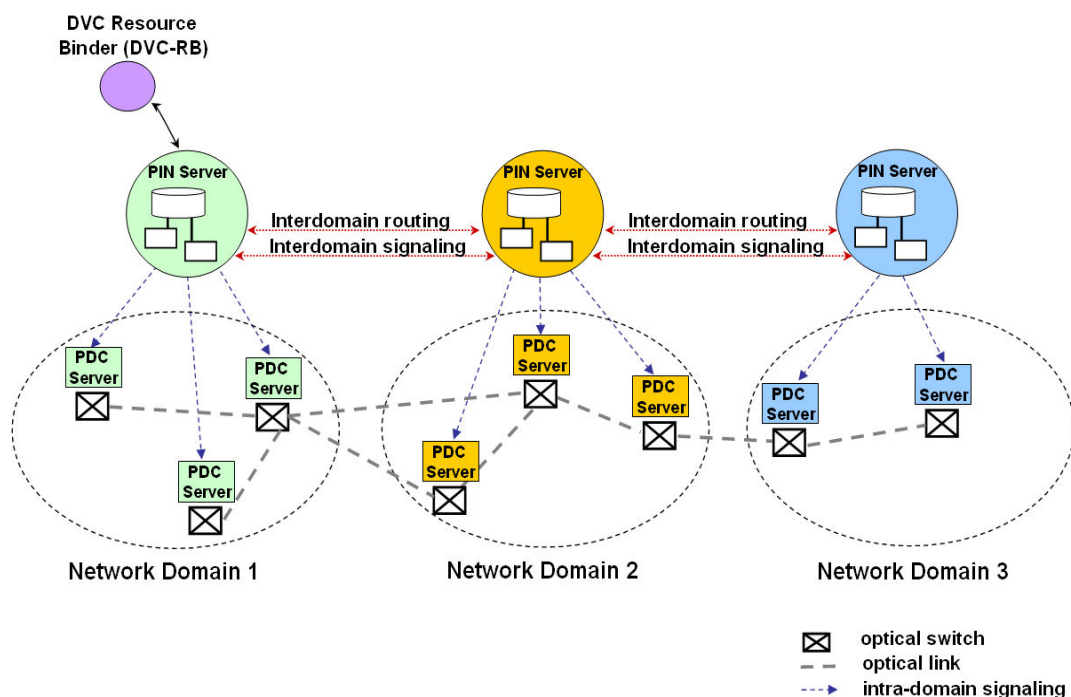 DVC Resource
Binder (DVC-RB)
PIN Server
PIN Server
PIN Server
Interdomain routing
Interdomain routing
Interdomain signaling
Interdomain signaling
PDC
Server
PDC
Server
PDC
Server
PDC
Server
PDC
Server
PDC
Server
PDC
Server
PDC
Server
Network Domain 1
Network Domain 2
Network Domain 3
optical switch
optical link
intra-domain signaling